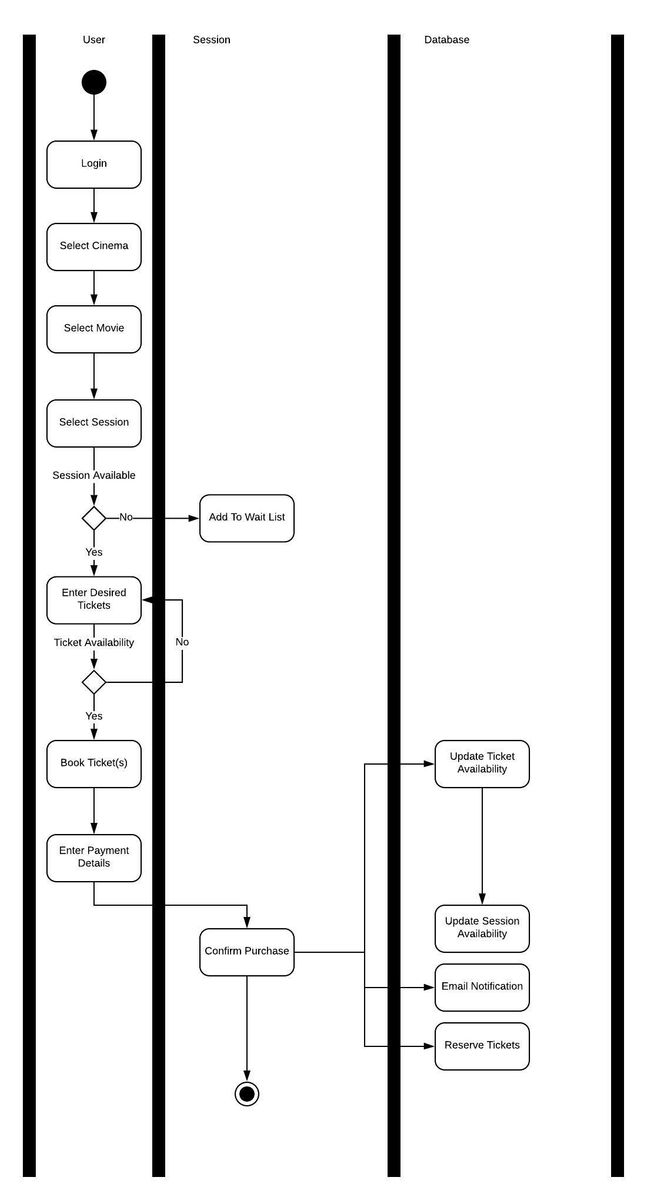 User
Session
Database
Login
Select Cinema
Select Movie
Select Session
Session Available
No
Add To Wait List
Yes
Enter Desired
Tickets
Ticket Availability
No
Yes
Book Ticket(s)
Update Ticket
Availability
Enter Payment
Details
Update Session
Availability
Confirm Purchase
Email Notification
Reserve Tickets